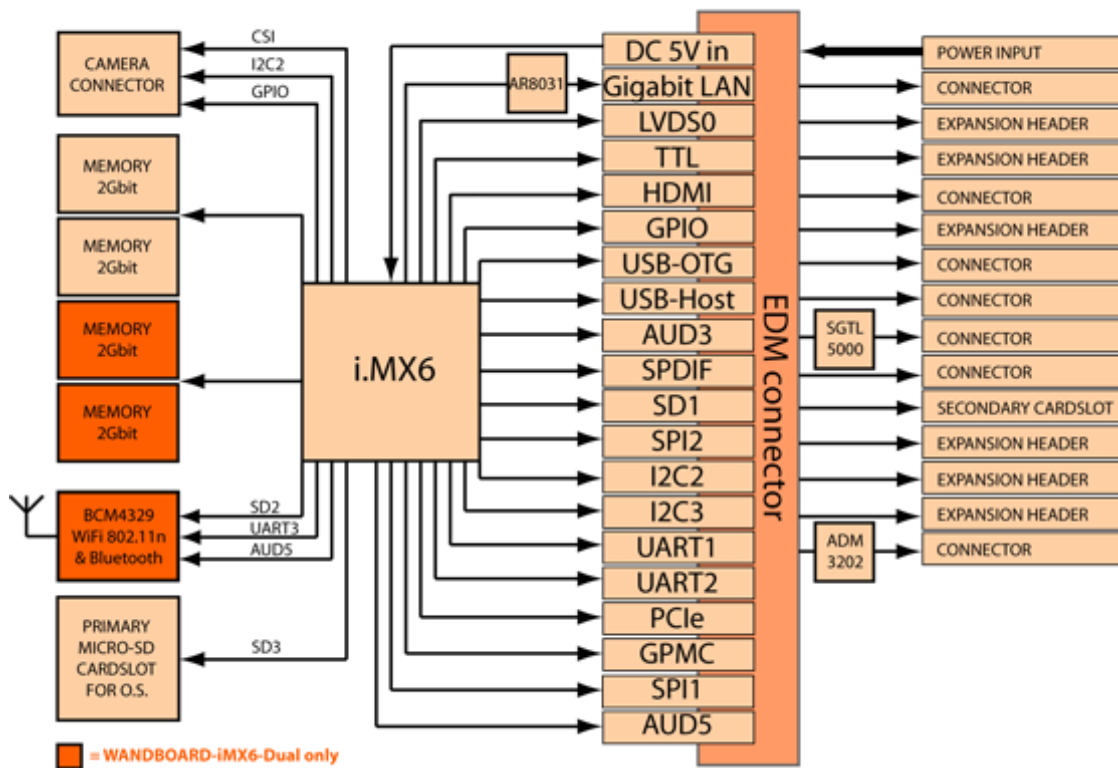 CAMERA
CONNECTOR
CSI
I2C2
GPIO
MEMORY
2Gbit
MEMORY
2Gbit
MEMORY
2Gbit
MEMORY
2Gbit
BCM4329
WiFi 802.11n
& Bluetooth
SD2
UART3
AUD5
PRIMARY
MICRO-SD
CARDSLOT
FOR O.S.
SD3
= WANDBOARD-iMX6-Dual only
i.MX6
AR8031
DC 5V in
Gigabit LAN
LVDS0
TTL
HDMI
GPIO
USB-OTG
USB-Host
AUD3
SPDIF
SD1
SPI2
I2C2
I2C3
UART1
UART2
PCIe
GPMC
SPI1
AUD5
EDM connector
SGTL
5000
ADM
3202
POWER INPUT
CONNECTOR
EXPANSION HEADER
EXPANSION HEADER
CONNECTOR
EXPANSION HEADER
CONNECTOR
CONNECTOR
CONNECTOR
CONNECTOR
SECONDARY CARDSLOT
EXPANSION HEADER
EXPANSION HEADER
EXPANSION HEADER
CONNECTOR